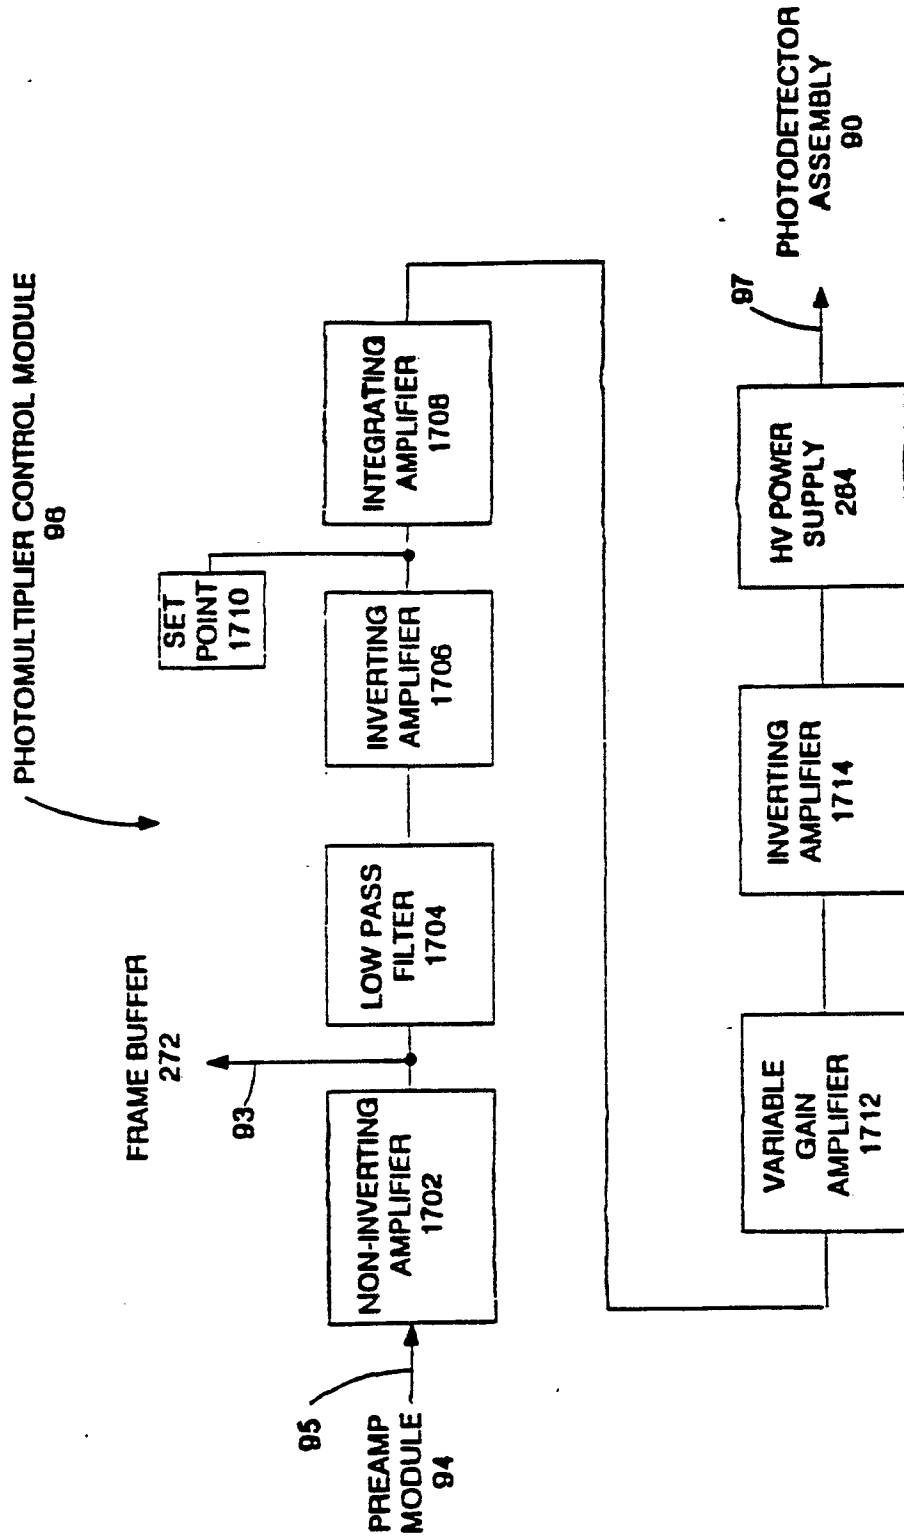 PHOTOMULTIPLIER CONTROL MODULE
96
FRAME BUFFER
272
93
SET
POINT
1710
PREAMP
MODULE
94
95
NON-INVERTING
AMPLIFIER
1702
LOW PASS
FILTER
1704
INVERTING
AMPLIFIER
1706
INTEGRATING
AMPLIFIER
1708
VARIABLE
GAIN
AMPLIFIER
1712
INVERTING
AMPLIFIER
1714
HV POWER
SUPPLY
264
97
PHOTODETECTOR
ASSEMBLY
90